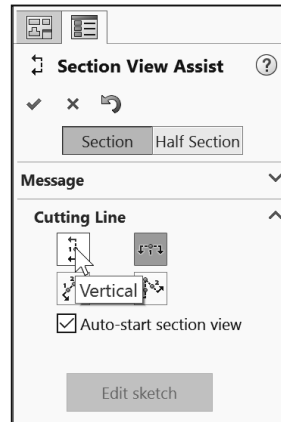 Section View Assist
?
Section Half Section
Message
Cutting Line
Vertical
Auto-start section view
Edit sketch